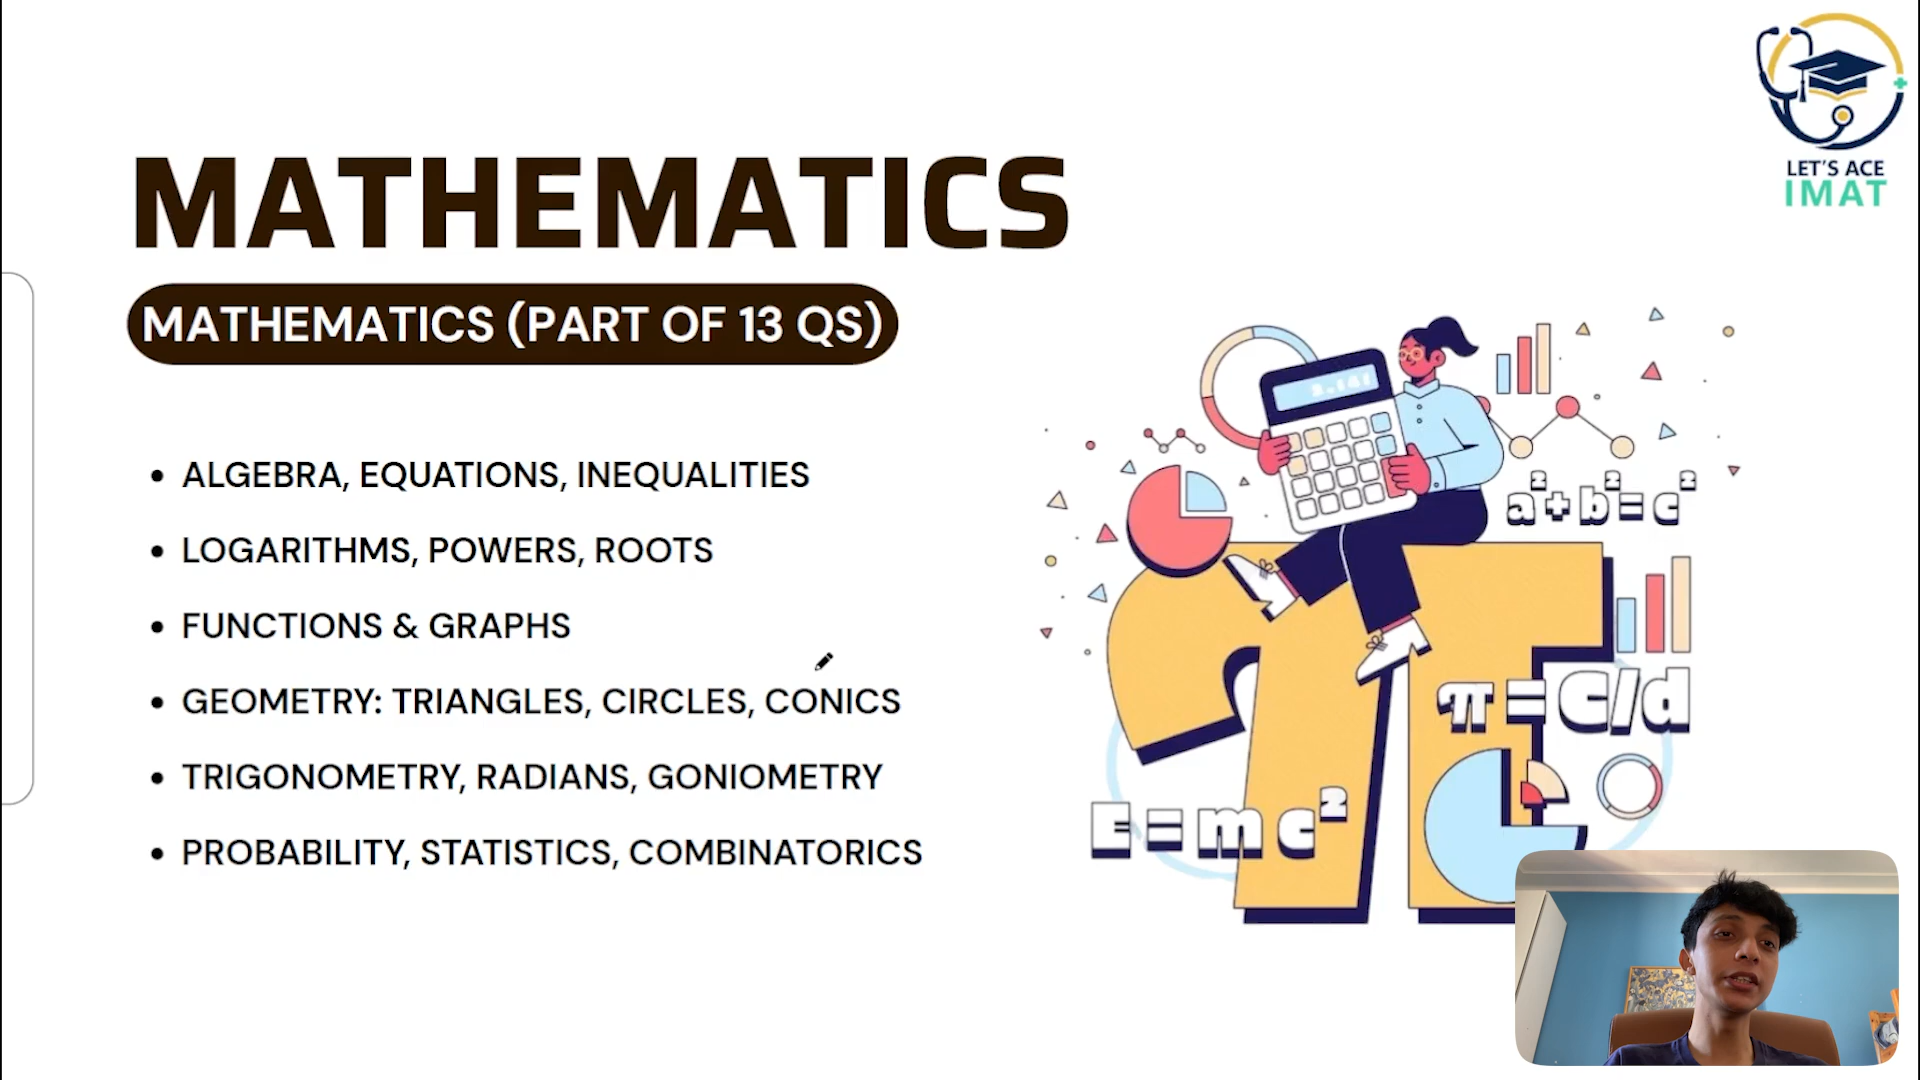 LET'S ACE
IMAT
MATHEMATICS
MATHEMATICS (PART OF 13 QS)
• ALGEBRA, EQUATIONS, INEQUALITIES
• LOGARITHMS, POWERS, ROOTS
• FUNCTIONS & GRAPHS
• GEOMETRY: TRIANGLES, CIRCLES, CONICS
• TRIGONOMETRY, RADIANS, GONIOMETRY
• PROBABILITY, STATISTICS, COMBINATORICS
a²+b²=c²
π=C/d
E=mc²